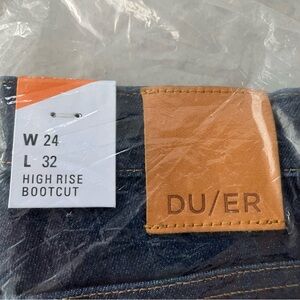 W 24
L 32
HIGH RISE
BOOTCUT
DU/ER